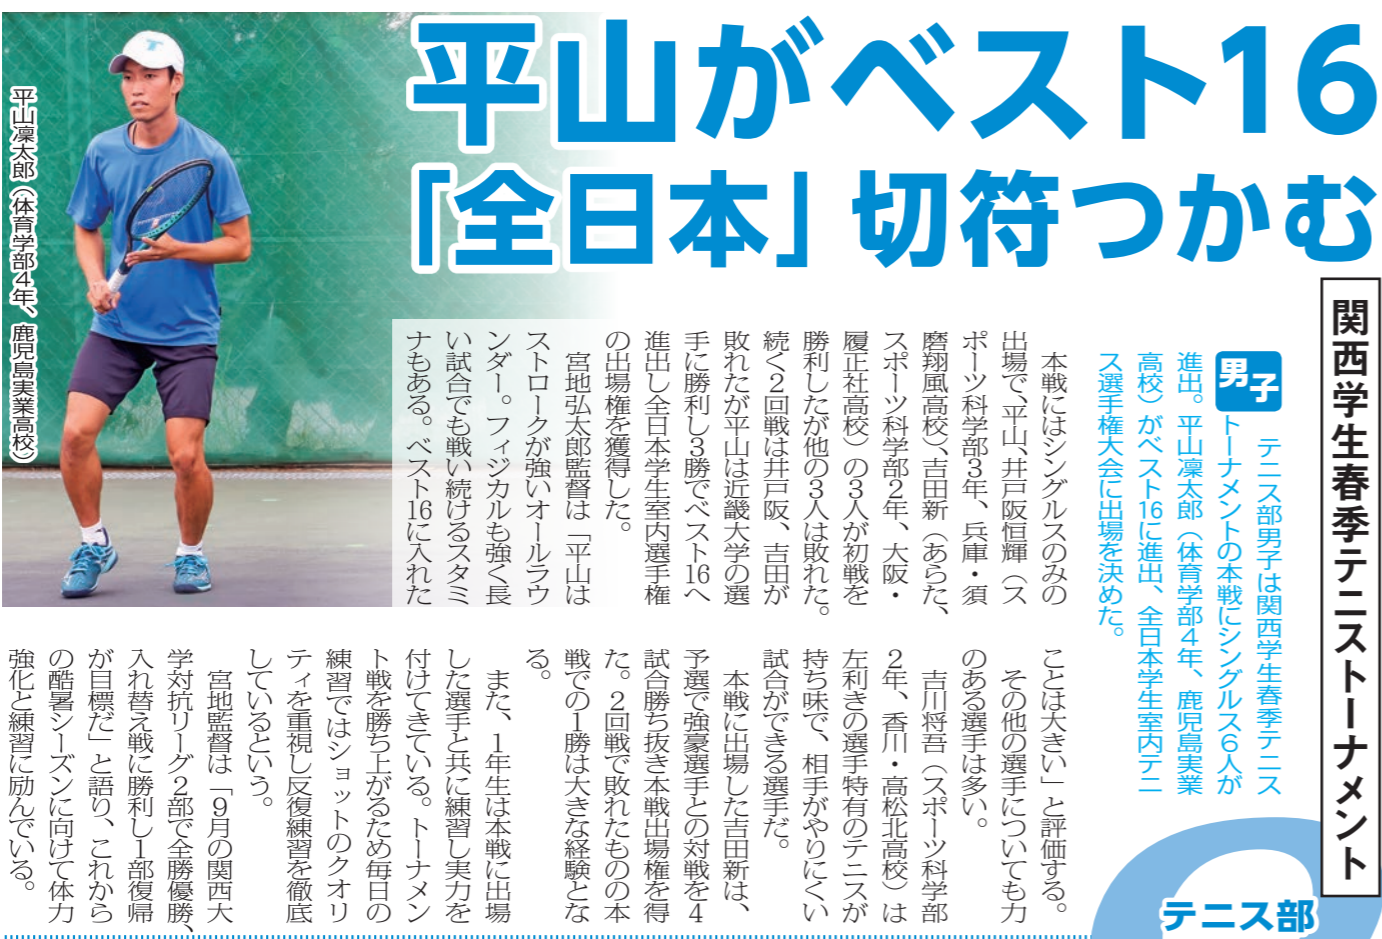 平山がベスト16
「全日本」切符つかむ
関西学生春季テニストーナメント
男子
テニス部男子は関西学生春季テニス
トーナメントの本戦にシングルス6人が
進出。平山凜太郎（体育学部4年、鹿児島実業
高校）がベスト16に進出、全日本学生室内テニ
ス選手権大会に出場を決めた。
本戦にはシングルスのみの
出場で、平山、井戸阪恒輝（ス
ポーツ科学部3年、兵庫・須
磨翔風高校）、吉田新（あらた、
スポーツ科学部2年、大阪・
履正社高校）の3人が初戦を
勝利したが他の3人は敗れた。
続く2回戦は井戸阪、吉田が
敗れたが平山は近畿大学の選
手に勝利し3勝でベスト16へ
進出し全日本学生室内選手権
の出場権を獲得した。
宮地弘太郎監督は「平山は
ストロークが強いオールラウ
ンダー。フィジカルも強く長
い試合でも戦い続けるスタミ
ナもある。ベスト16に入れた
ことは大きい」と評価する。
その他の選手についても力
のある選手は多い。
吉川将吾（スポーツ科学部
2年、香川・高松北高校）は
左利きの選手特有のテニスが
持ち味で、相手がやりにくい
試合ができる選手だ。
本戦に出場した吉田新は、
予選で強豪選手との対戦を4
試合勝ち抜き本戦出場権を得
た。2回戦で敗れたものの本
戦での1勝は大きな経験とな
る。
また、1年生は本戦に出場
した選手と共に練習し実力を
付けてきている。トーナメン
ト戦を勝ち上がるため毎日の
練習ではショットのクオリ
ティを重視し反復練習を徹底
しているという。
宮地監督は「9月の関西大
学対抗リーグ2部で全勝優勝、
入れ替え戦に勝利し1部復帰
が目標だ」と語り、これから
の酷暑シーズンに向けて体力
強化と練習に励んでいる。
平山凜太郎（体育学部4年、鹿児島実業高校）
テニス部